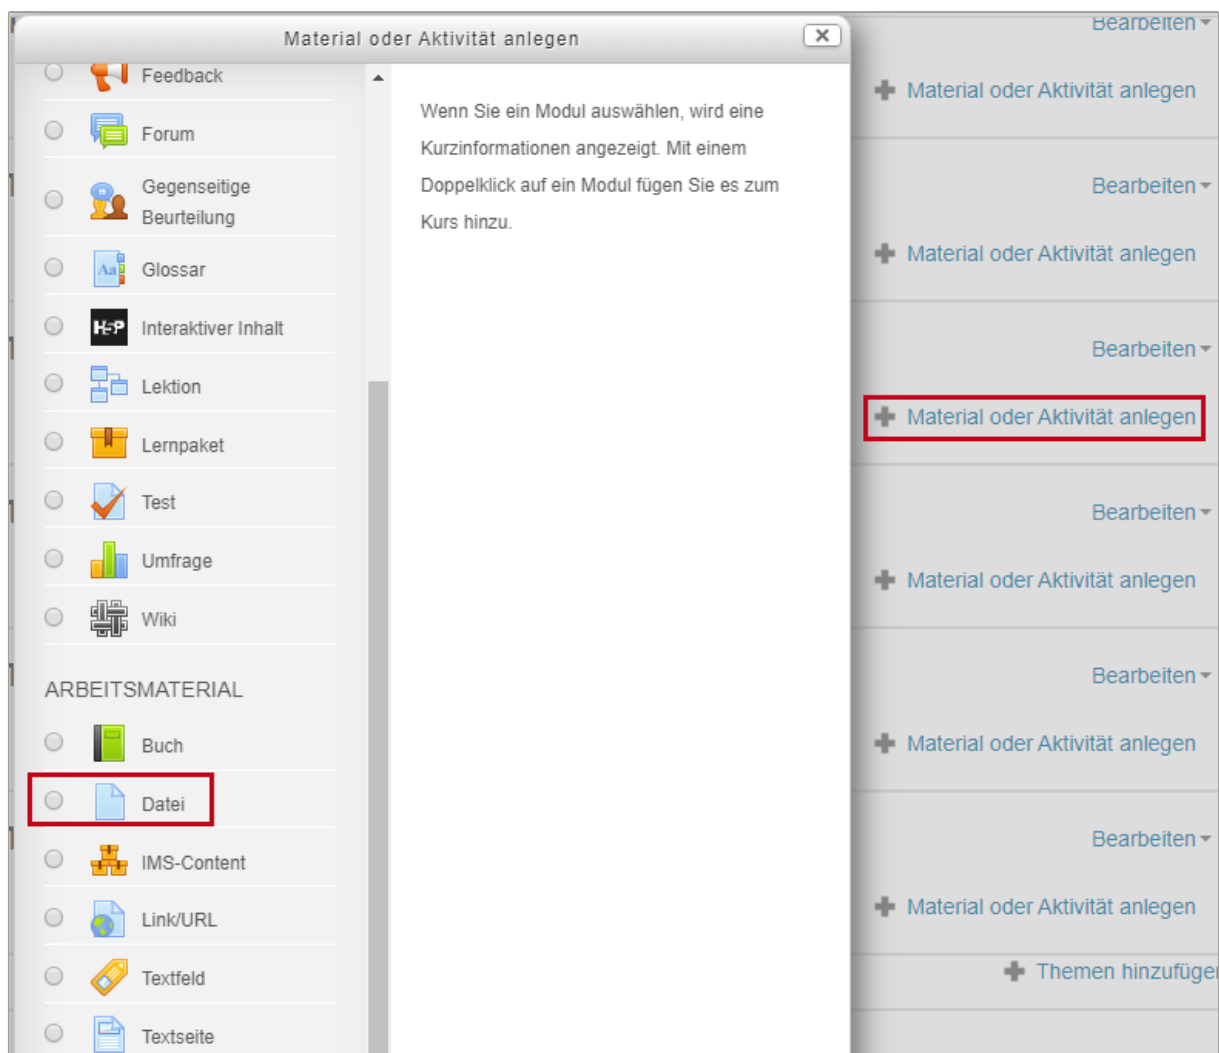 Material oder Aktivität anlegen
Feedback
Forum
Gegenseitige
Beurteilung
Glossar
H5P
Interaktiver Inhalt
Lektion
Lernpaket
Test
Umfrage
Wiki
ARBEITSMATERIAL
Buch
Datei
IMS-Content
Link/URL
Textfeld
Textseite
Wenn Sie ein Modul auswählen, wird eine
Kurzinformationen angezeigt. Mit einem
Doppelklick auf ein Modul fügen Sie es zum
Kurs hinzu.
Bearbeiten
Material oder Aktivität anlegen
Bearbeiten
Material oder Aktivität anlegen
Bearbeiten
Material oder Aktivität anlegen
Bearbeiten
Material oder Aktivität anlegen
Bearbeiten
Material oder Aktivität anlegen
Bearbeiten
Material oder Aktivität anlegen
Themen hinzufüge